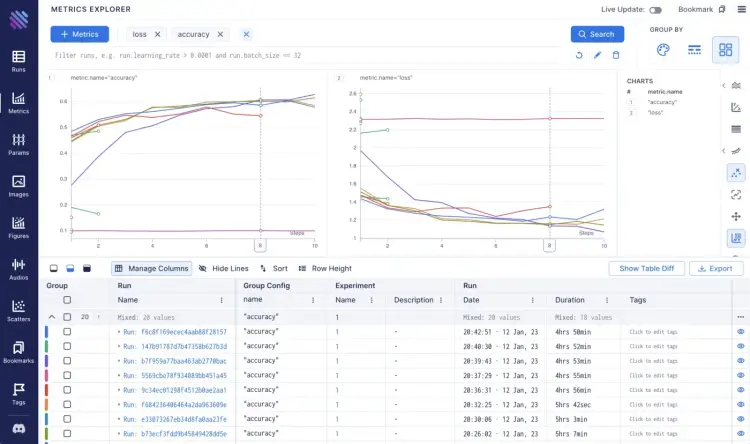 METRICS EXPLORER
Live Update:
Bookmark
+ Metrics
loss ×
accuracy ×
×
Search
GROUP BY
Filter runs, e.g. run.learning_rate > 0.0001 and run.batch_size == 32
Runs
Metrics
Params
Images
Figures
Audios
Scatters
Bookmarks
Tags
1
metric.name="accuracy"
0.6
0.5
0.4
0.3
0.2
0.1
2
4
6
8
10
Steps
2
metric.name="loss"
2.6
2.4
2.2
2
1.8
1.6
1.4
1.2
1
2
4
6
8
10
Steps
CHARTS
# metric.name
1 "accuracy"
2 "loss"
Manage Columns
Hide Lines
Sort
Row Height
Show Table Diff
Export
Group
Run
Group Config
Experiment
Run
Name
name
Name
Description
Date
Duration
Tags
20
Mixed: 20 values
"accuracy"
1
Mixed: 20 values
Mixed: 18 values
Run: f6c8f169ecec4aab88f28157 "accuracy" 1 - 20:42:51 - 12 Jan, 23 4hrs 50min Click to edit tags
Run: 147b91787d7b47358b627b3d "accuracy" 1 - 20:40:30 - 12 Jan, 23 4hrs 52min Click to edit tags
Run: b7f959a77baa463ab2770bac "accuracy" 1 - 20:39:43 - 12 Jan, 23 4hrs 53min Click to edit tags
Run: 5569cbe78f934089bb451a45 "accuracy" 1 - 20:37:29 - 12 Jan, 23 4hrs 55min Click to edit tags
Run: 9c34ec01298f4512b0ae2aa1 "accuracy" 1 - 20:36:31 - 12 Jan, 23 4hrs 56min Click to edit tags
Run: f684236406464a2da963609e "accuracy" 1 - 20:32:25 - 12 Jan, 23 5hrs 42sec Click to edit tags
Run: e33073267eb34d8fa0aa23fe "accuracy" 1 - 20:30:06 - 12 Jan, 23 5hrs 3min Click to edit tags
Run: b73ecf3fdd9b45849428dd5e "accuracy" 1 - 20:26:02 - 12 Jan, 23 5hrs 7min Click to edit tags